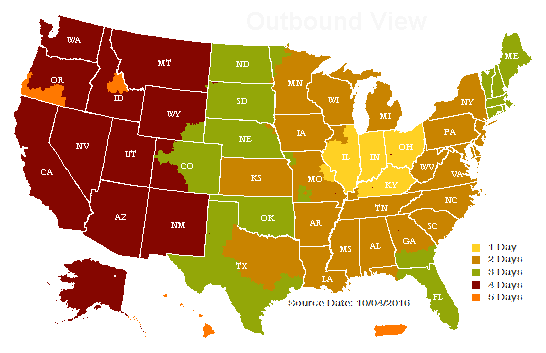 Outbound View
WA
OR
ID
MT
WY
NV
UT
CA
AZ
NM
CO
ND
SD
NE
KS
OK
TX
MN
IA
MO
AR
LA
WI
IL
MI
IN
OH
KY
TN
MS
AL
GA
FL
SC
NC
VA
WV
PA
NY
ME
1 Day
2 Days
3 Days
4 Days
5 Days
Source Date: 10/04/2016